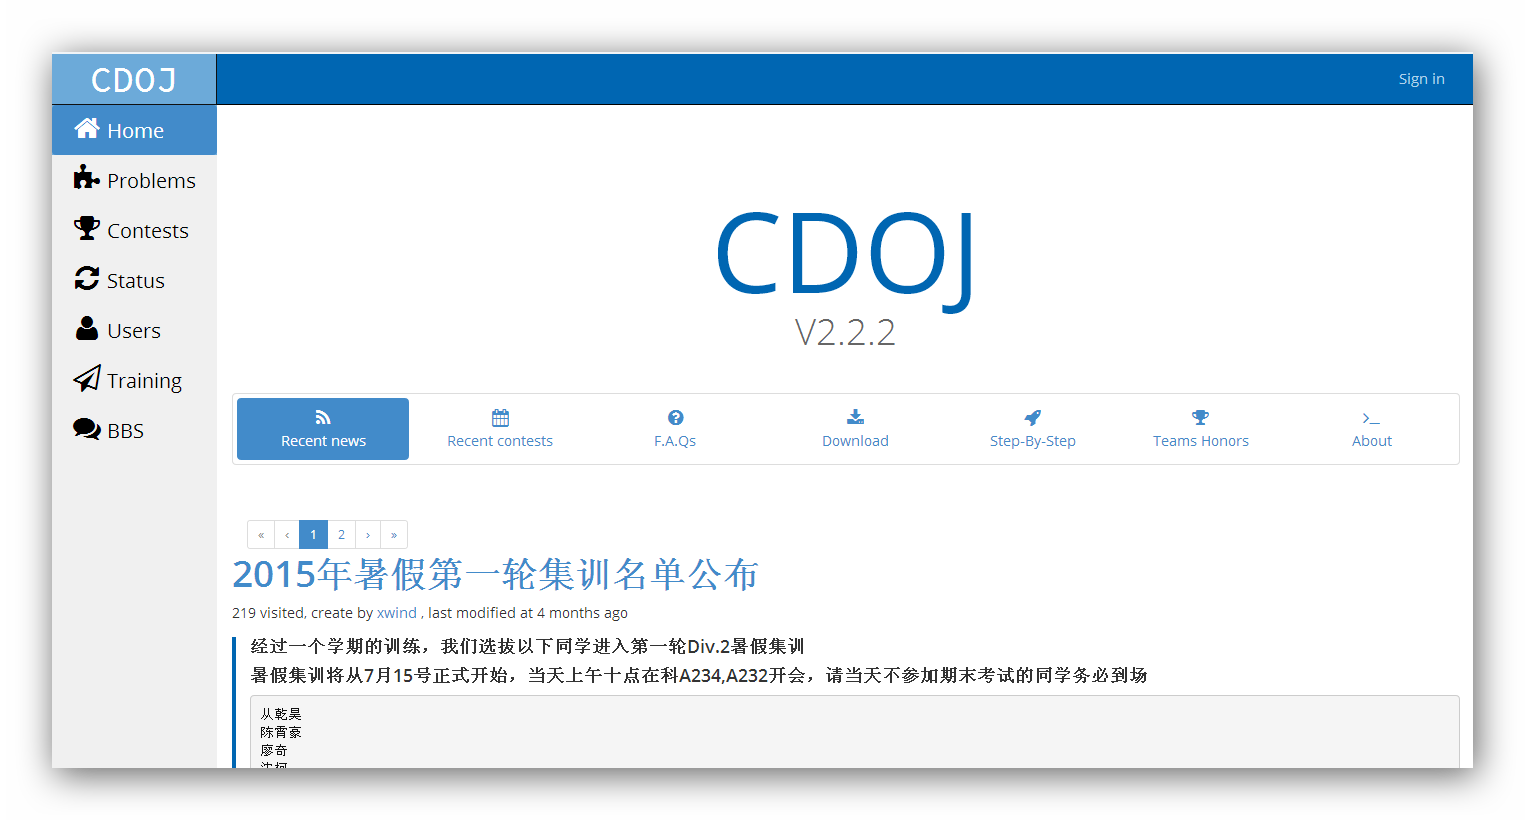 CDOJ
Sign in
Home
Problems
Contests
Status
Users
Training
BBS
CDOJ
V2.2.2
Recent news
Recent contests
F.A.Qs
Download
Step-By-Step
Teams Honors
About
« ‹ 1 2 › »
2015年暑假第一轮集训名单公布
219 visited, create by xwind , last modified at 4 months ago
经过一个学期的训练，我们选拔以下同学进入第一轮Div.2暑假集训
暑假集训将从7月15号正式开始，当天上午十点在科A234,A232开会，请当天不参加期末考试的同学务必到场
从乾昊
陈霄豪
廖奇